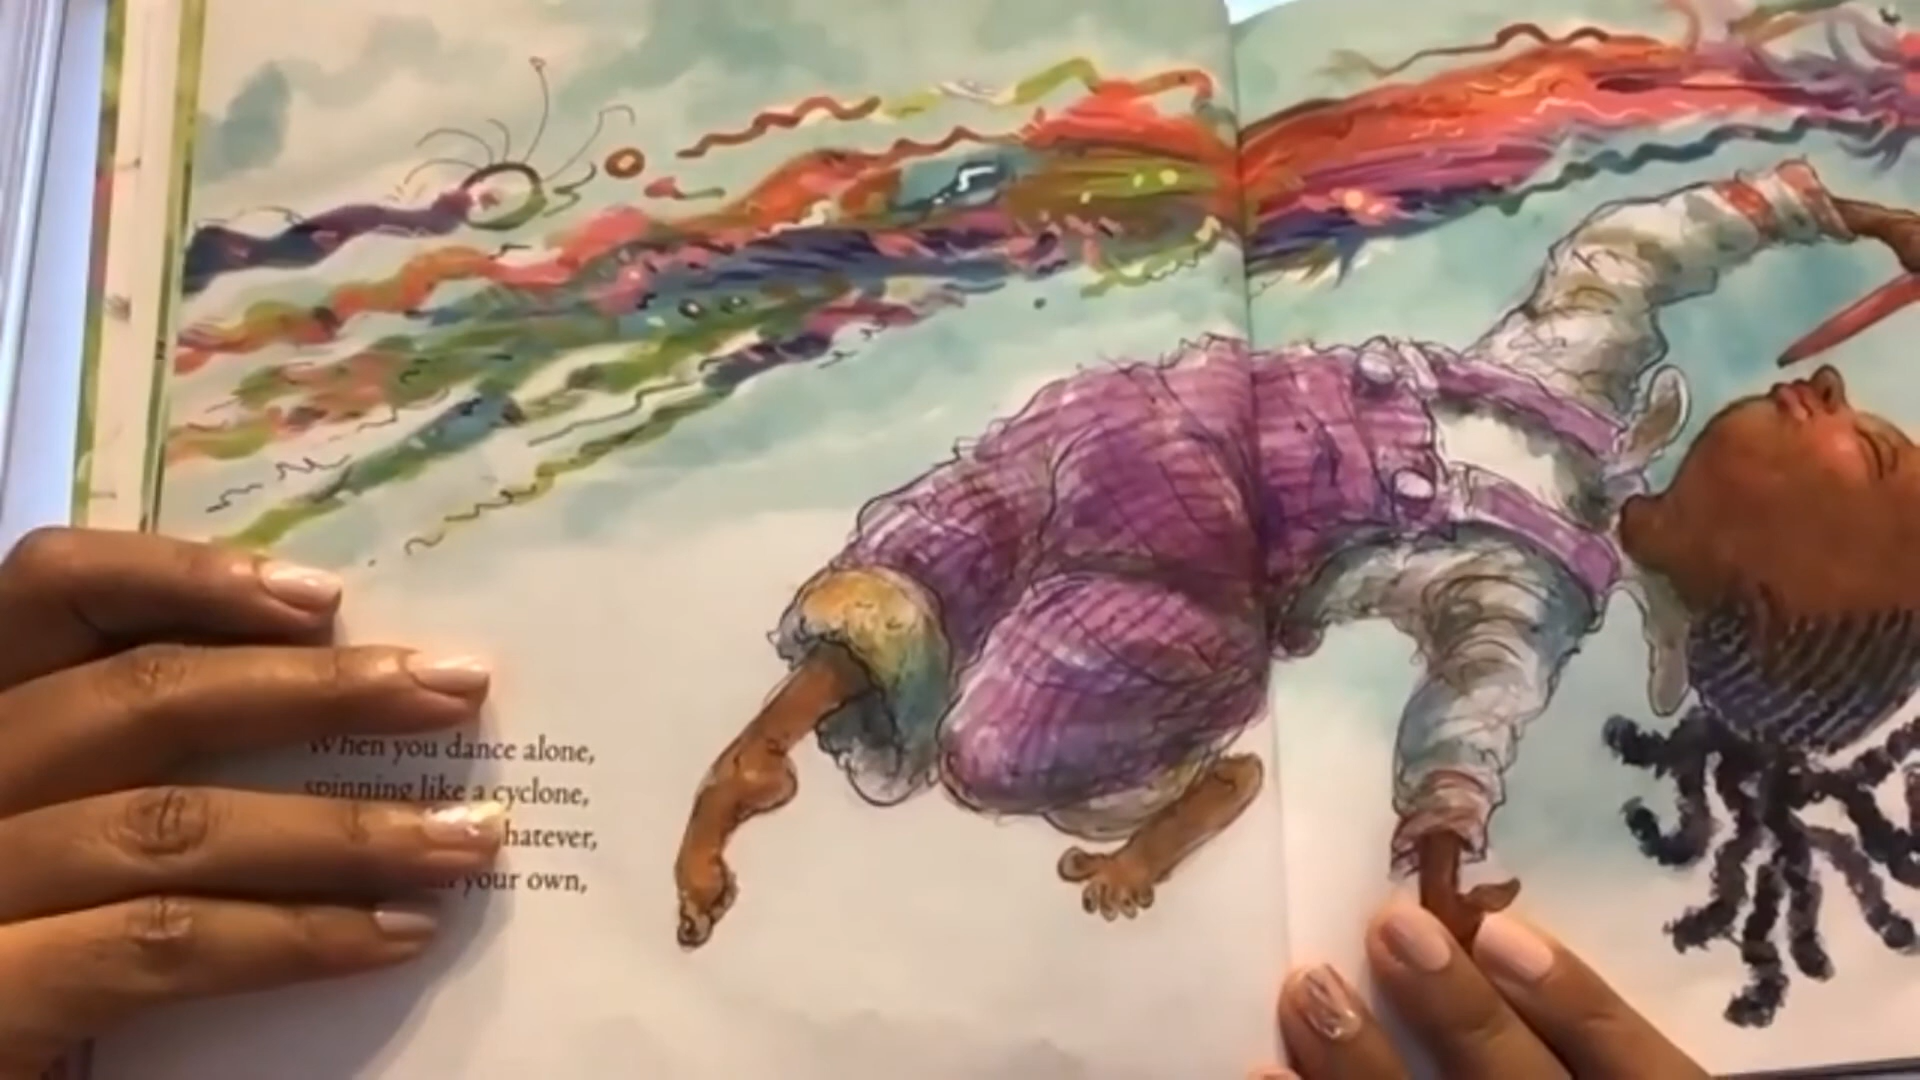 When you dance alone,
spinning like a cyclone,
hatever,
your own,